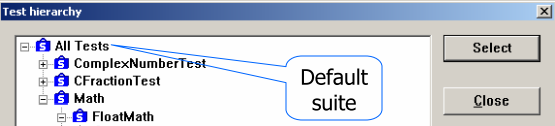 Test hierarchy
All Tests
ComplexNumberTest
CFractionTest
Math
FloatMath
Default
suite
Select
Close